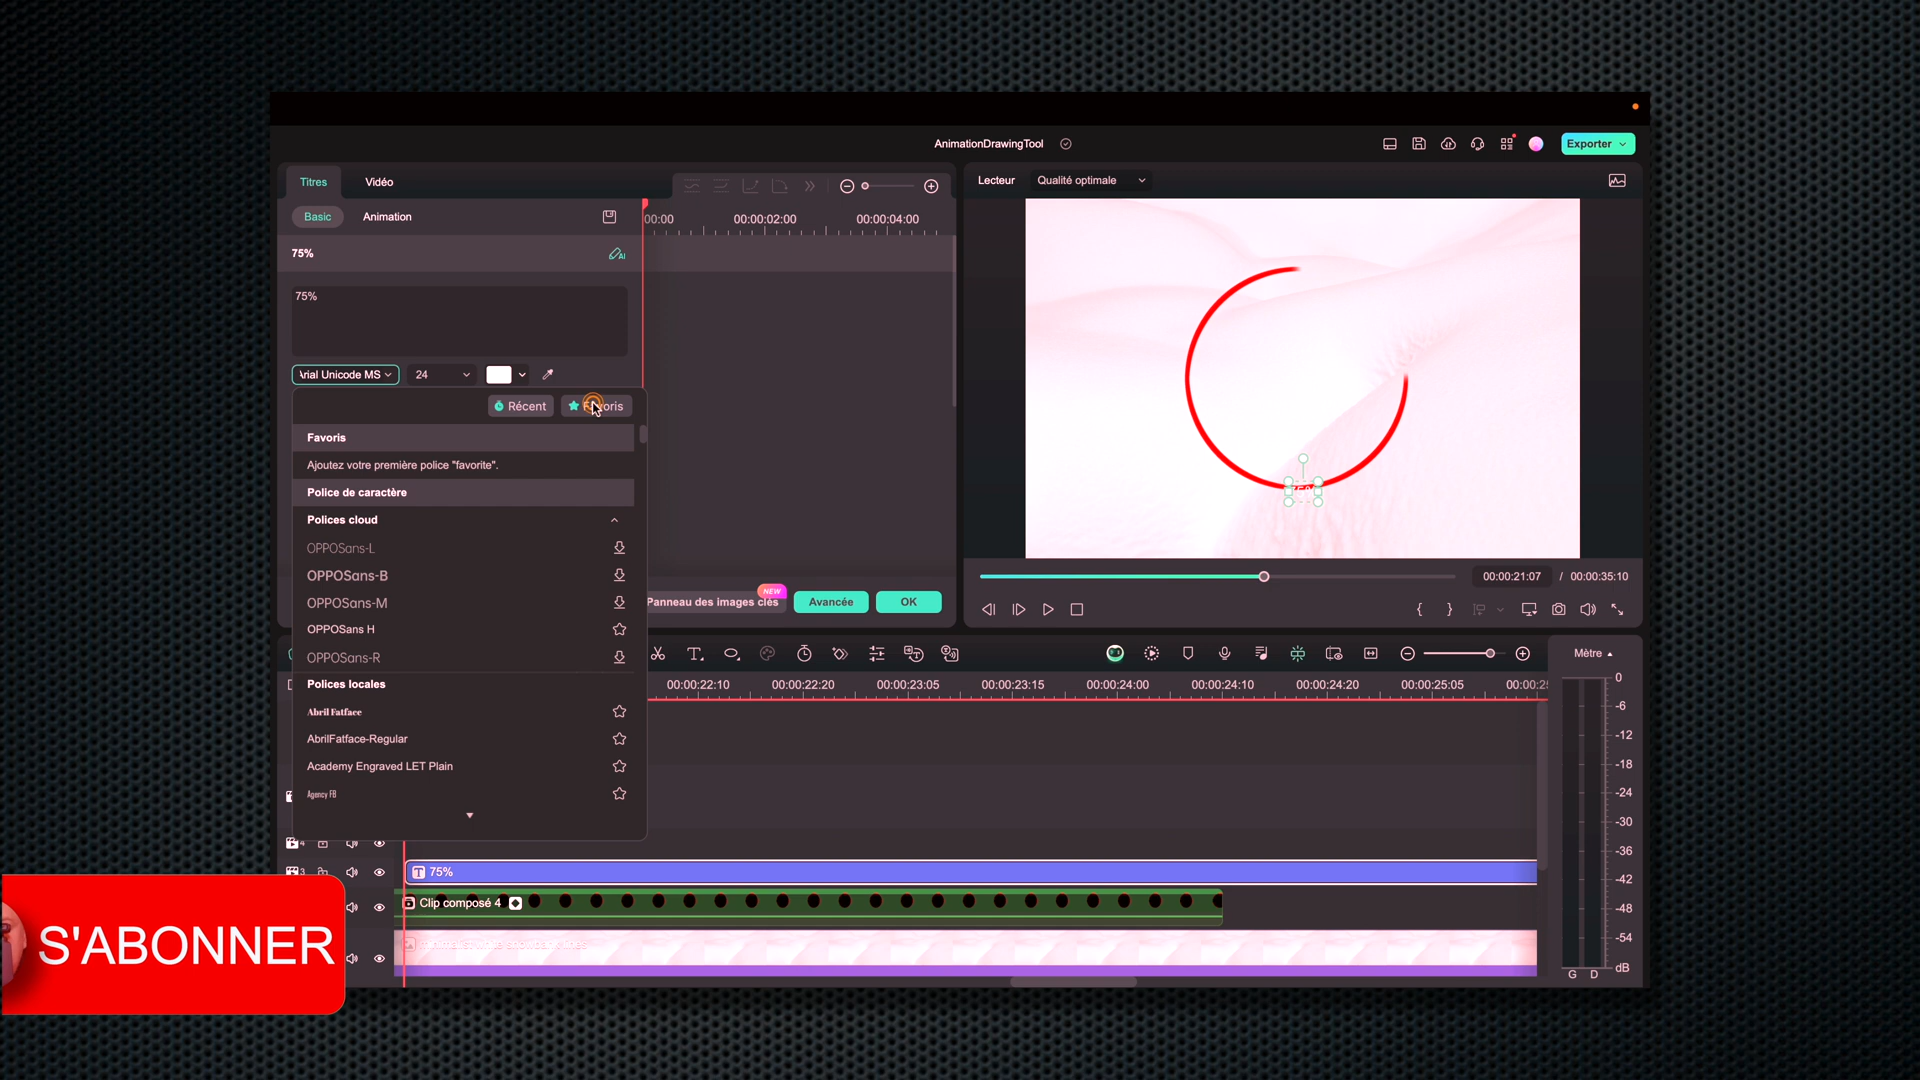 AnimationDrawingTool
Exporter
Titres
Vidéo
Lecteur
Qualité optimale
Basic
Animation
00:00
00:00:02:00
00:00:04:00
75%
AI
75%
Arial Unicode MS
24
Récent
Favoris
Favoris
Ajoutez votre première police "favorite".
Police de caractère
Polices cloud
OPPOSans-L
OPPOSans-B
OPPOSans-M
OPPOSans H
OPPOSans-R
Polices locales
Abril Fatface
AbrilFatface-Regular
Academy Engraved LET Plain
Agency FB
NEW
Panneau des images clés
Avancée
OK
00:00:21:07 / 00:00:35:10
Mètre
00:00:22:10
00:00:22:20
00:00:23:05
00:00:23:15
00:00:24:00
00:00:24:10
00:00:24:20
00:00:25:05
0
-6
-12
-18
-24
-30
-36
-42
-48
-54
dB
G D
4
3
75%
Clip composé 4
S'ABONNER